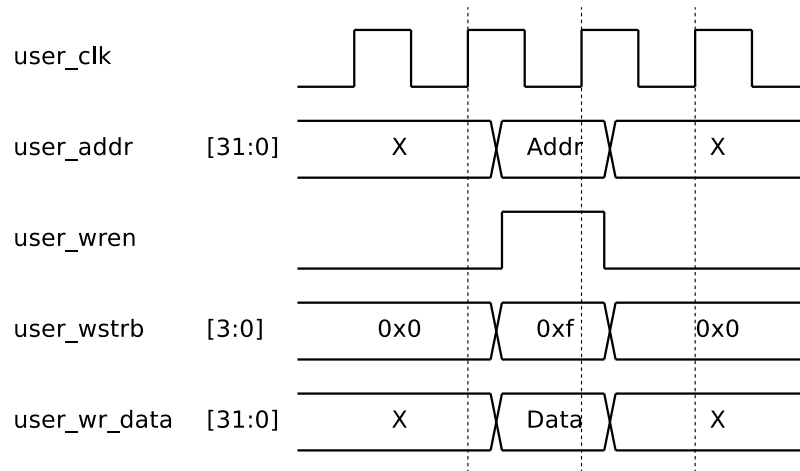 user_clk
user_addr [31:0] X Addr X
user_wren
user_wstrb [3:0] 0x0 0xf 0x0
user_wr_data [31:0] X Data X